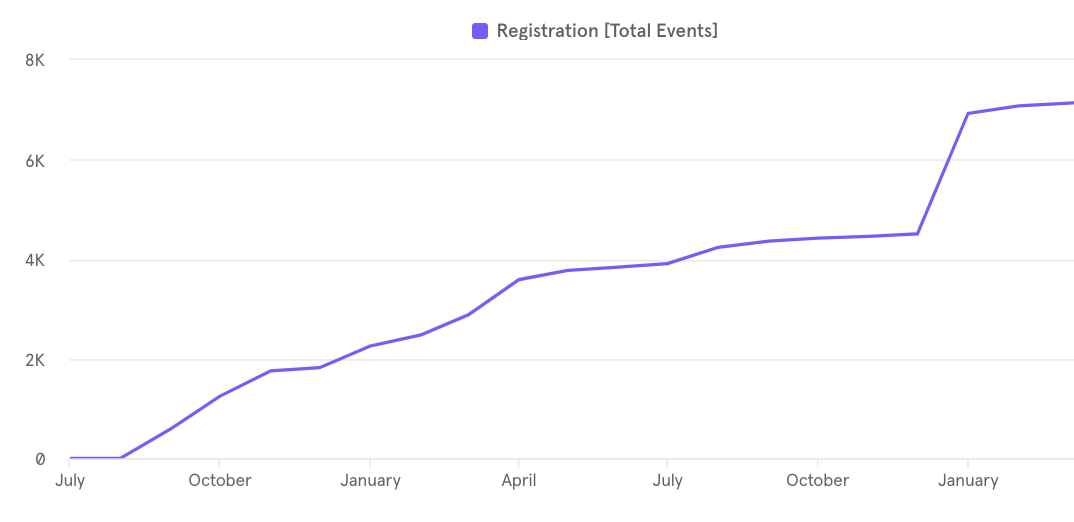 Registration [Total Events]
8K
6K
4K
2K
0
July October January April July October January